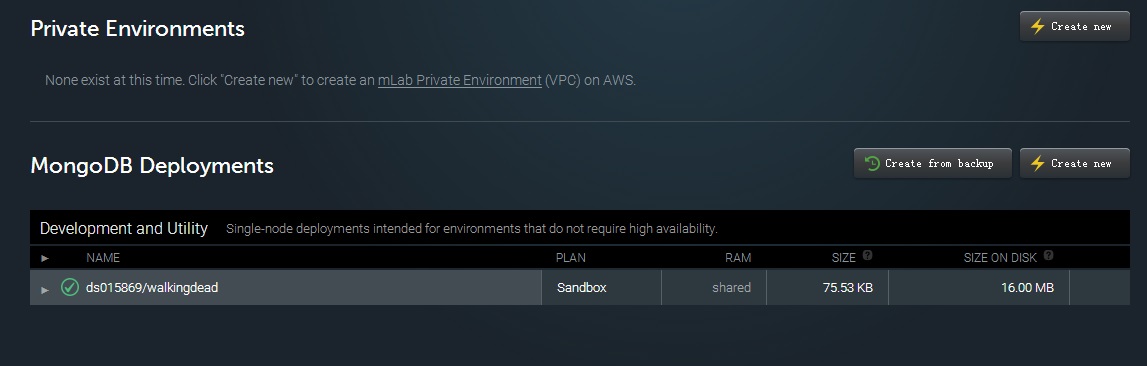 Private Environments
Create new
None exist at this time. Click "Create new" to create an mLab Private Environment (VPC) on AWS.
MongoDB Deployments
Create from backup
Create new
Development and Utility Single-node deployments intended for environments that do not require high availability.
NAME PLAN RAM SIZE ? SIZE ON DISK ?
ds015869/walkingdead Sandbox shared 75.53 KB 16.00 MB